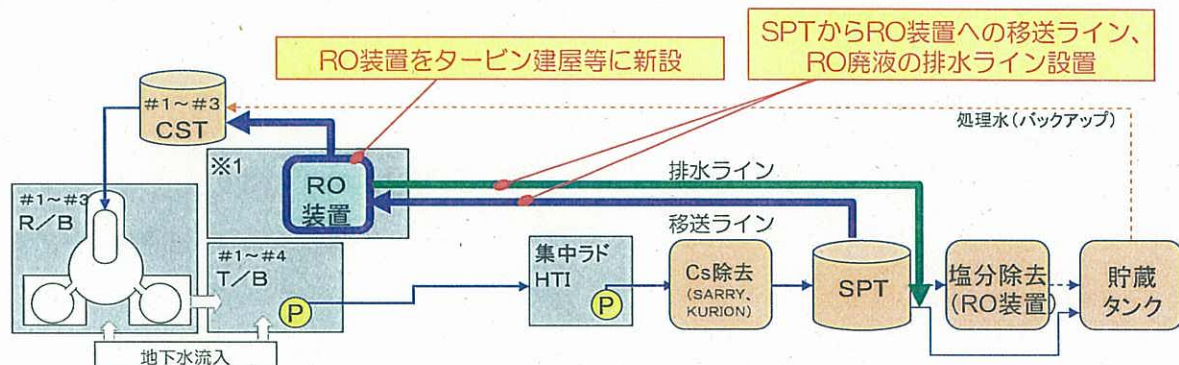 RO装置をタービン建屋等に新設
SPTからRO装置への移送ライン、
RO廃液の排水ライン設置
#1～#3
CST
処理水(バックアップ)
※1
RO
装置
排水ライン
移送ライン
#1～#3
R/B
#1～#4
T/B
P
集中ラド
HTI
P
Cs除去
(SARRY、
KURION)
SPT
塩分除去
(RO装置)
貯蔵
タンク
地下水流入